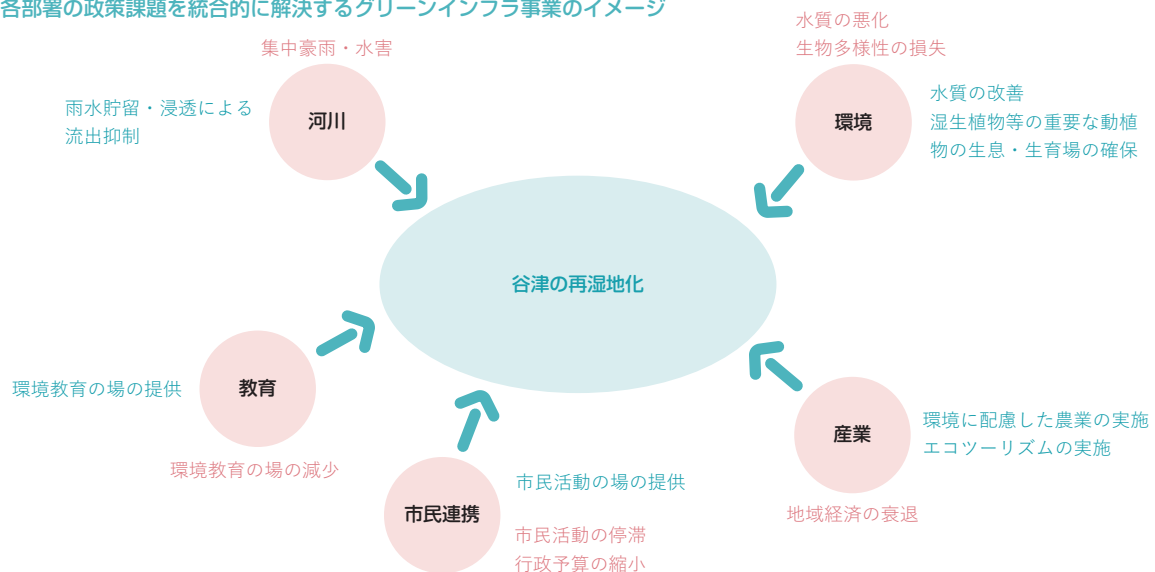 各部署の政策課題を統合的に解決するグリーンインフラ事業のイメージ
集中豪雨・水害
雨水貯留・浸透による
流出抑制
河川
水質の悪化
生物多様性の損失
環境
水質の改善
湿生植物等の重要な動植
物の生息・生育場の確保
谷津の再湿地化
環境教育の場の提供
教育
環境教育の場の減少
市民連携
市民活動の場の提供
市民活動の停滞
行政予算の縮小
産業
環境に配慮した農業の実施
エコツーリズムの実施
地域経済の衰退